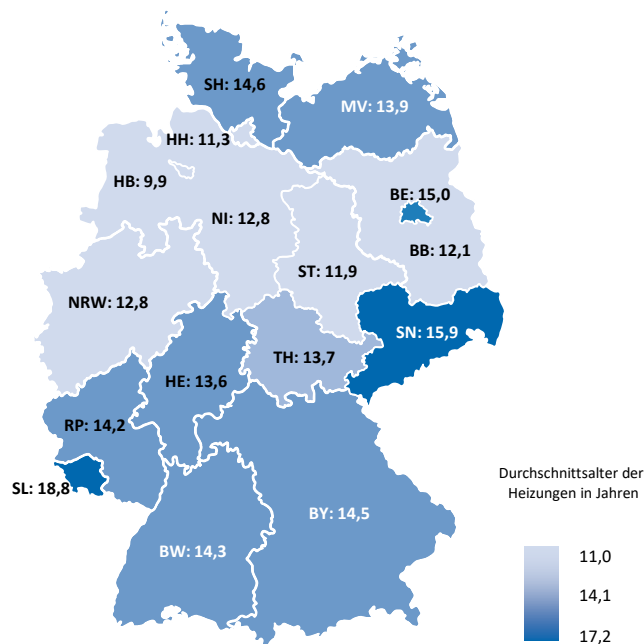 SH: 14,6
MV: 13,9
HH: 11,3
HB: 9,9
BE: 15,0
NI: 12,8
BB: 12,1
ST: 11,9
NRW: 12,8
SN: 15,9
TH: 13,7
HE: 13,6
RP: 14,2
SL: 18,8
BY: 14,5
BW: 14,3
Durchschnittsalter der
Heizungen in Jahren
11,0
14,1
17,2